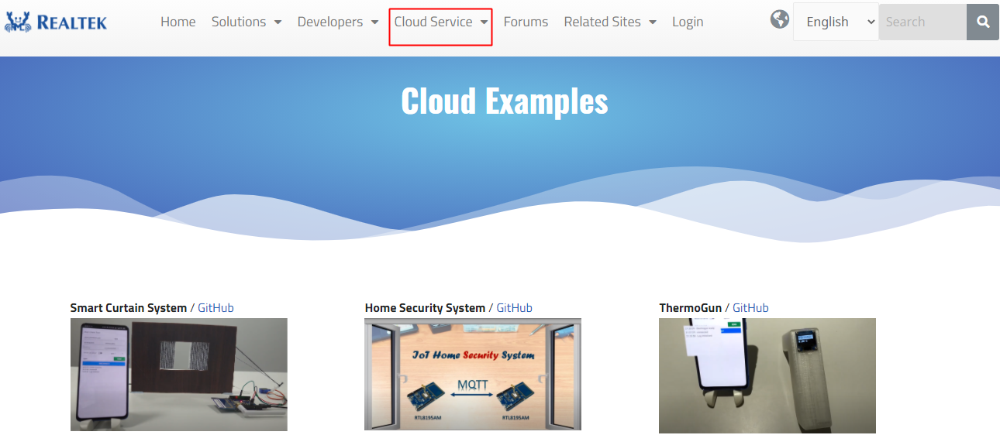 REALTEK Home Solutions Developers Cloud Service Forums Related Sites Login English Search
Cloud Examples
Smart Curtain System / GitHub Home Security System / GitHub ThermoGun / GitHub
IoT Home Security System
MQTT
RTL8195AM RTL8195AM